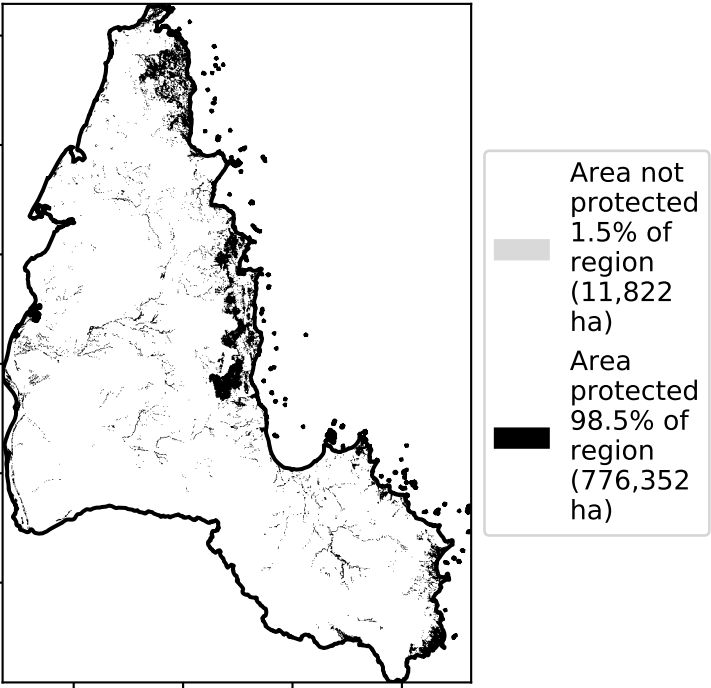 Area not
protected
1.5% of
region
(11,822
ha)
Area
protected
98.5% of
region
(776,352
ha)